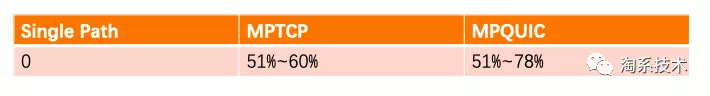 Single Path MPTCP MPQUIC
0 51%~60% 51%~78%
淘系技术